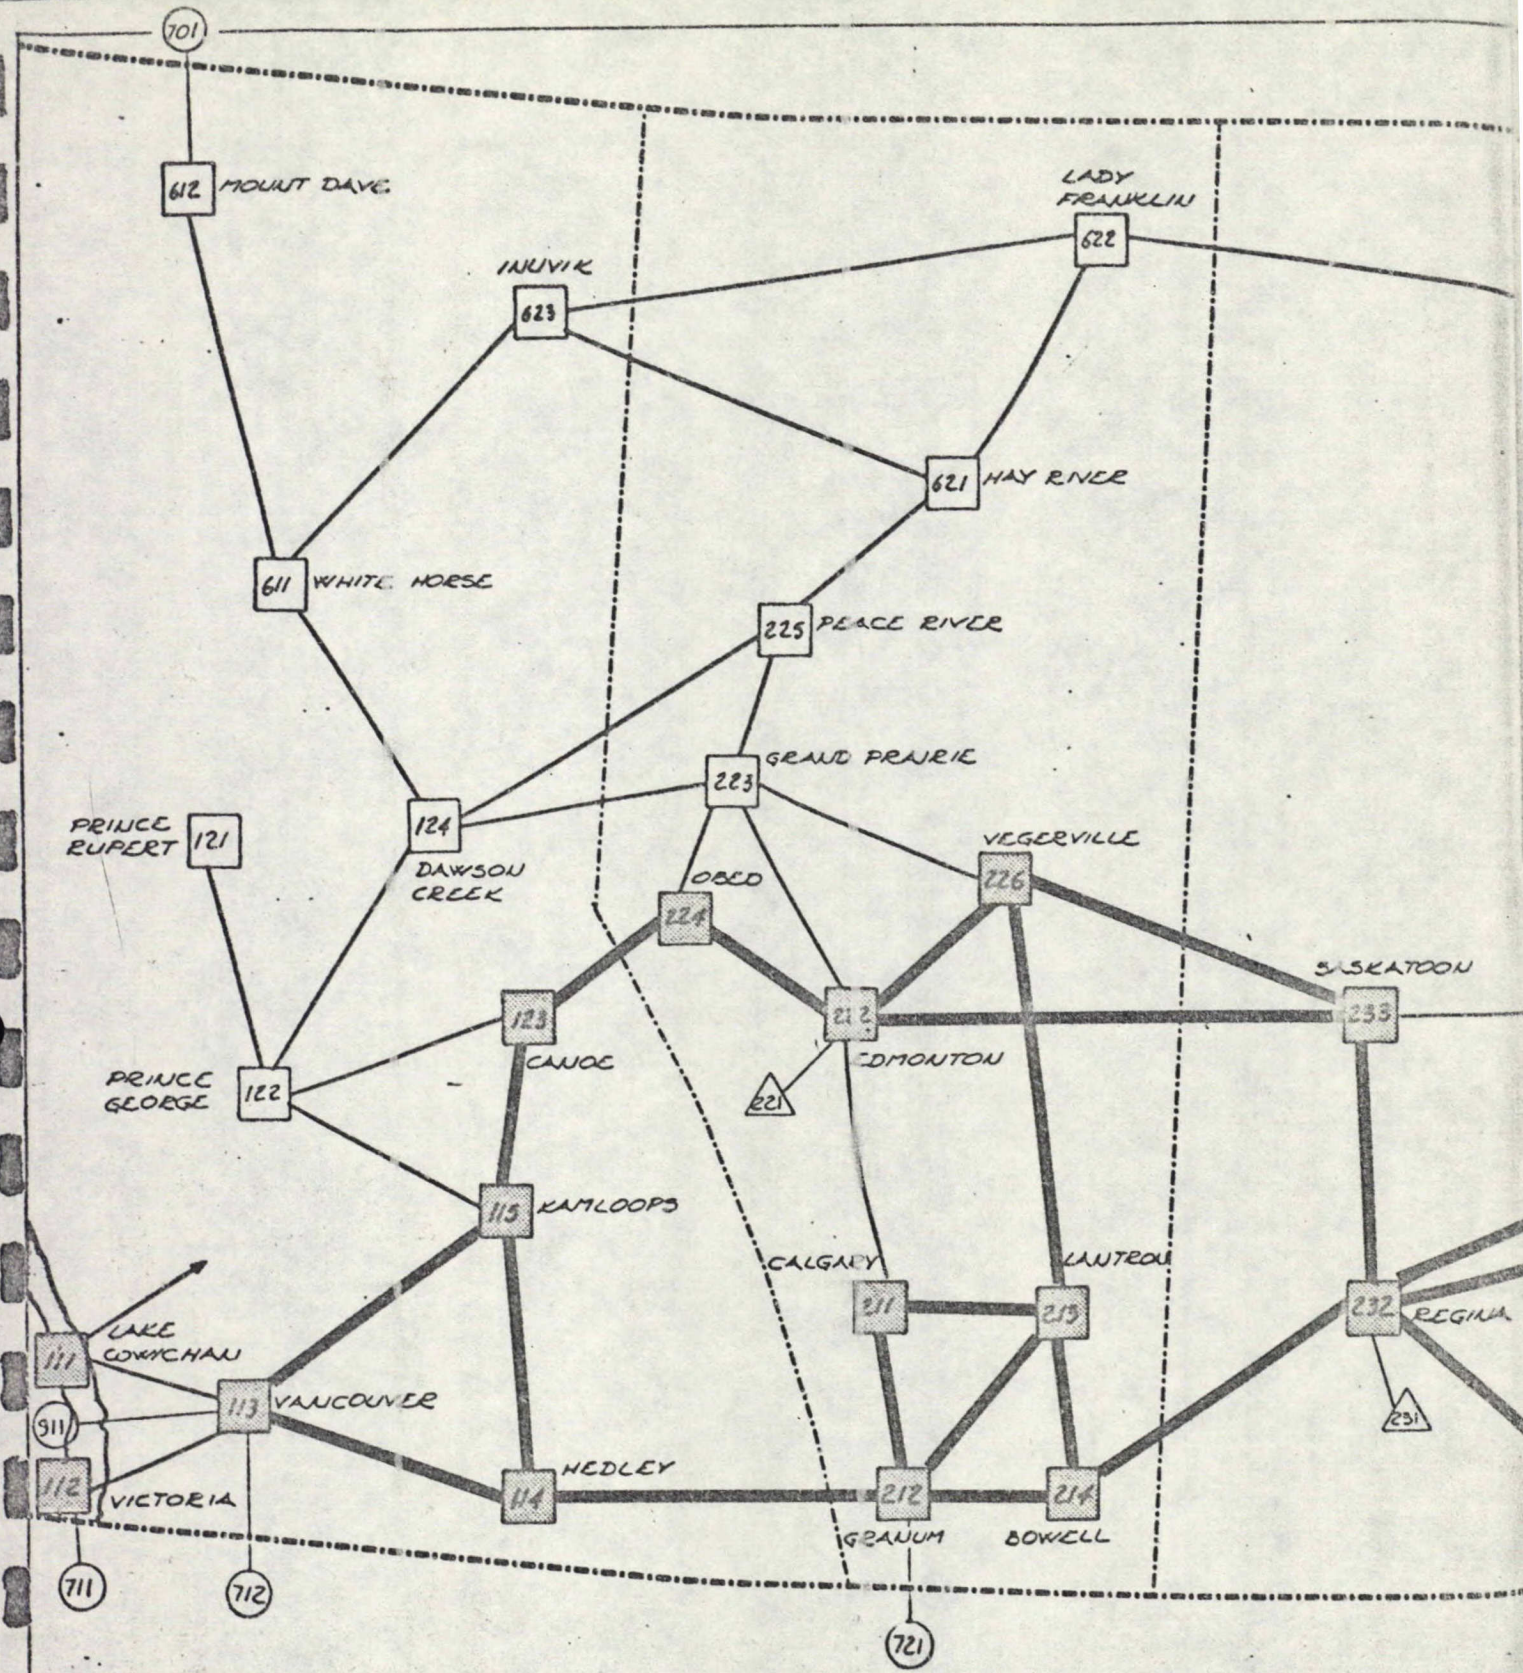 701
612 MOUNT DAVE
LADY
FRANKLIN
622
INUVIK
623
621 HAY RIVER
611 WHITE HORSE
225 PEACE RIVER
GRAND PRAIRIE
223
PRINCE
RUPERT 121
124
DAWSON
CREEK
VEGERVILLE
226
OBED
224
SASKATOON
233
123
CANOE
EDMONTON
221
PRINCE
GEORGE 122
115 KAMLOOPS
CALGARY
211
LANTRON
213
232 REGINA
231
111 LAKE
COWYCHAN
113 VANCOUVER
911
112 VICTORIA
HEDLEY
114
212
GRANUM
214
BOWELL
711
712
721